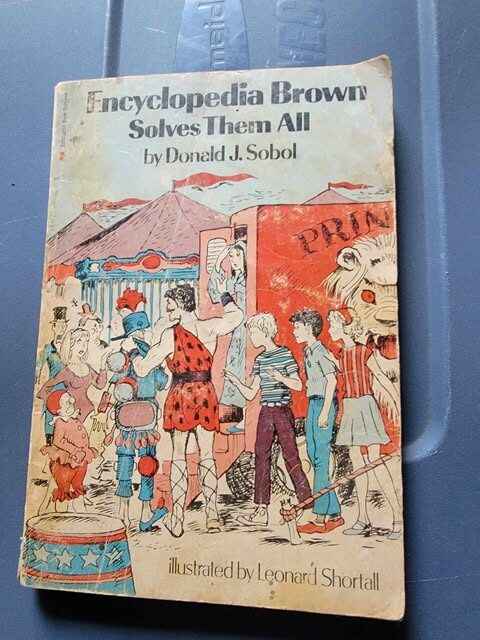 Encyclopedia Brown
Solves Them All
by Donald J. Sobol
PRIN
illustrated by Leonard Shortall